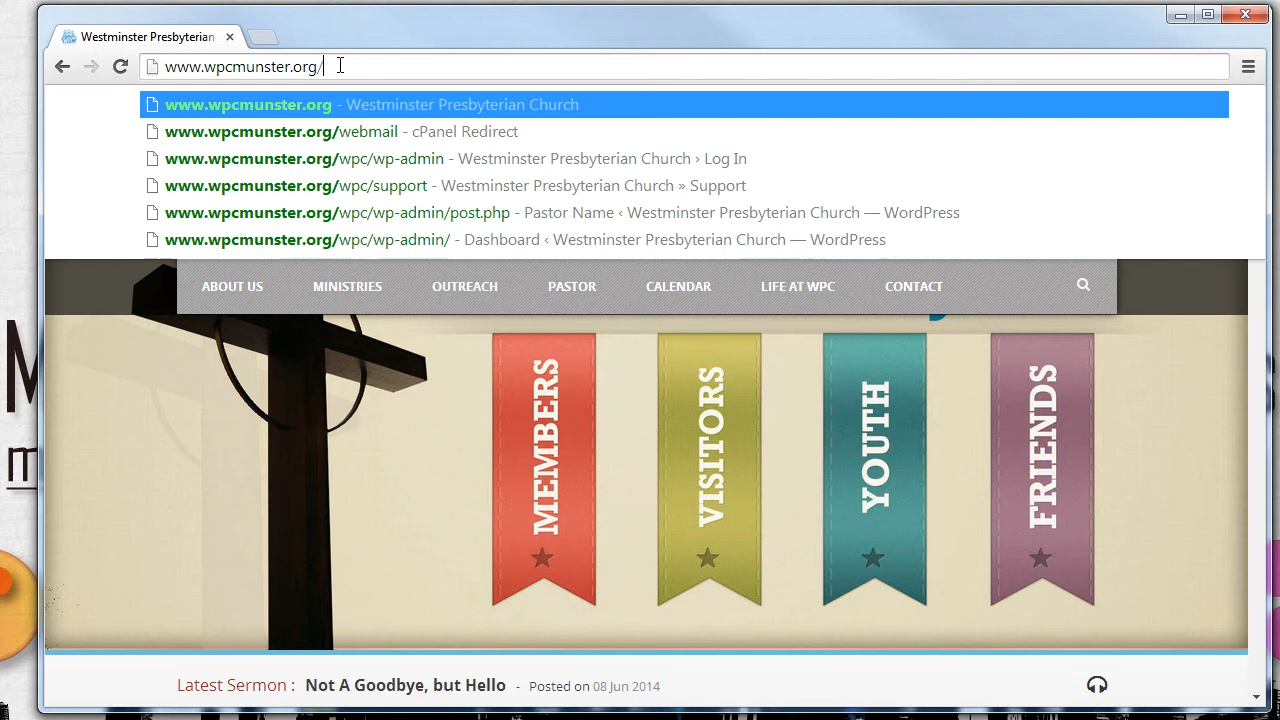 Westminster Presbyterian
www.wpcmunster.org/
www.wpcmunster.org - Westminster Presbyterian Church
www.wpcmunster.org/webmail - cPanel Redirect
www.wpcmunster.org/wpc/wp-admin - Westminster Presbyterian Church › Log In
www.wpcmunster.org/wpc/support - Westminster Presbyterian Church » Support
www.wpcmunster.org/wpc/wp-admin/post.php - Pastor Name ‹ Westminster Presbyterian Church — WordPress
www.wpcmunster.org/wpc/wp-admin/ - Dashboard ‹ Westminster Presbyterian Church — WordPress
ABOUT US MINISTRIES OUTREACH PASTOR CALENDAR LIFE AT WPC CONTACT
MEMBERS
VISITORS
YOUTH
FRIENDS
Latest Sermon : Not A Goodbye, but Hello - Posted on 08 Jun 2014